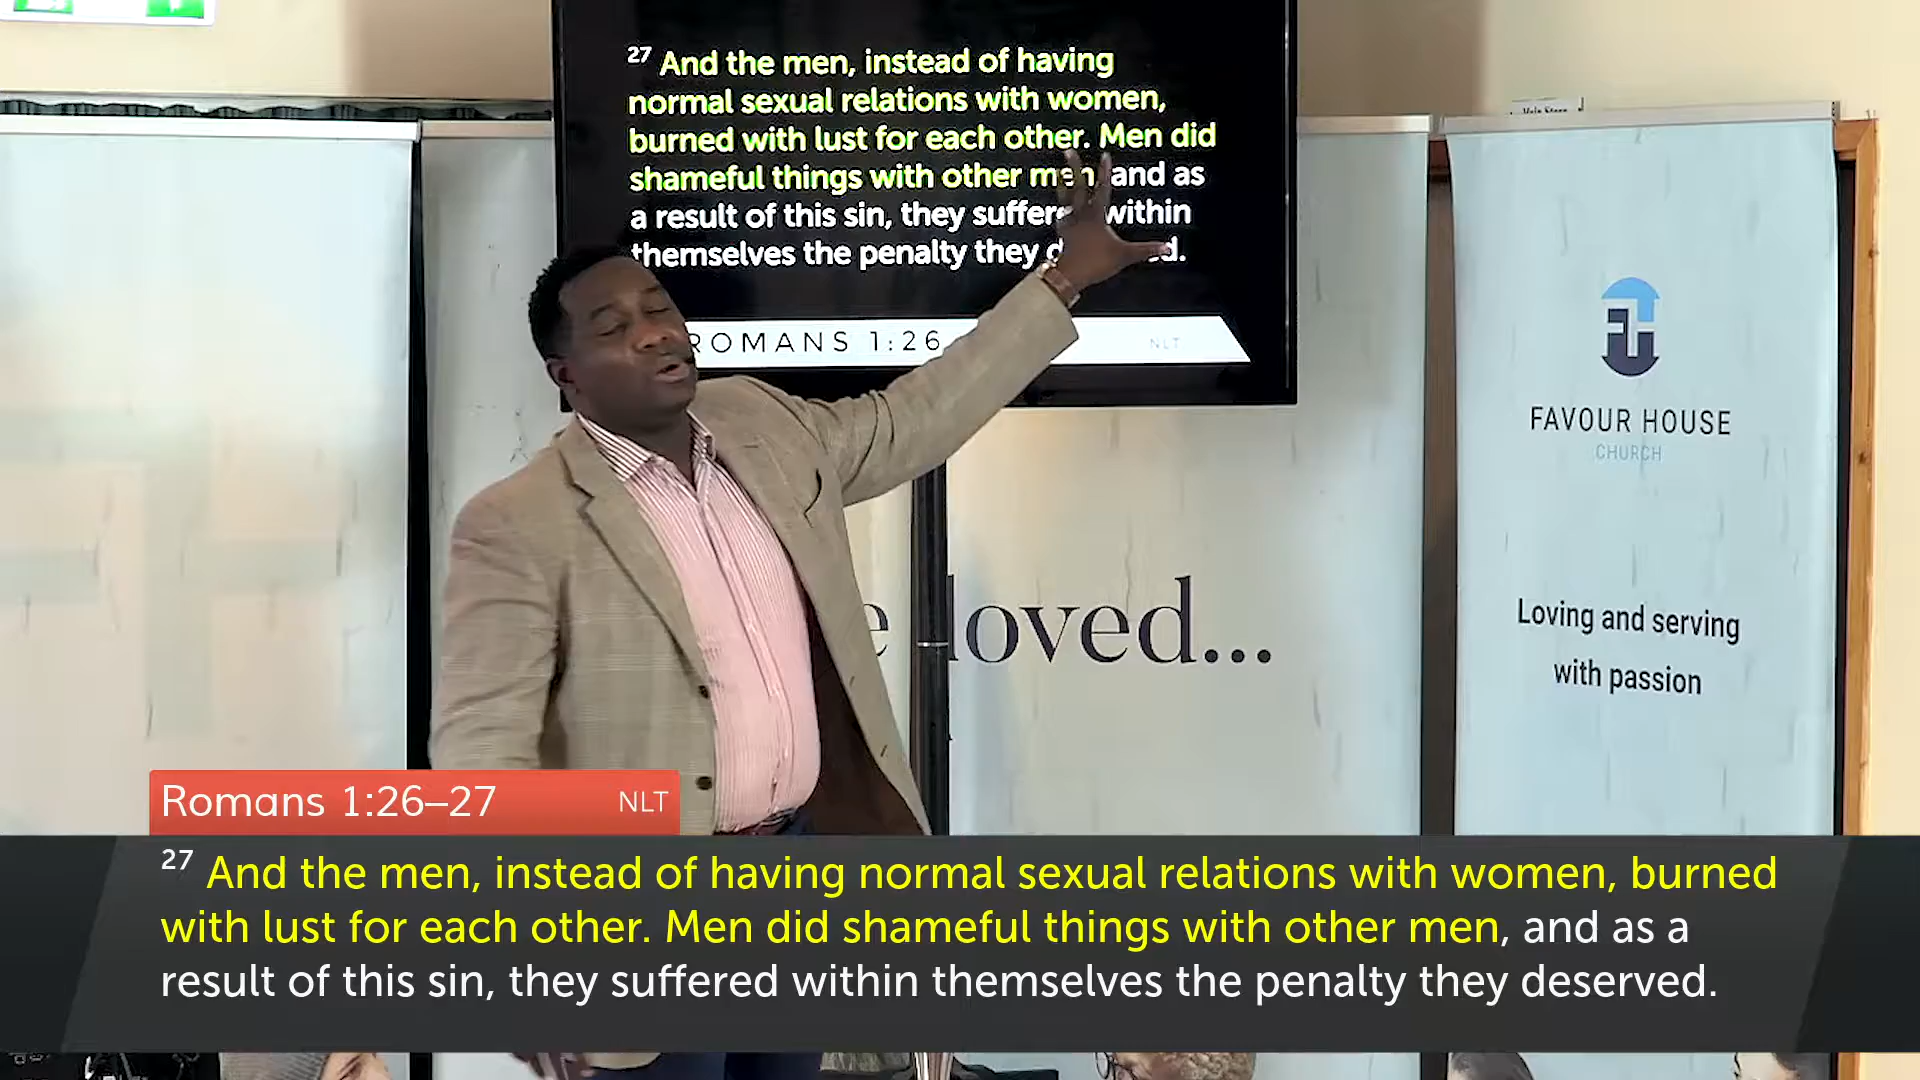 27 And the men, instead of having
normal sexual relations with women,
burned with lust for each other. Men did
shameful things with other men, and as
a result of this sin, they suffered within
themselves the penalty they d d.
ROMANS 1:26
NLT
FAVOUR HOUSE
CHURCH
Loving and serving
with passion
e loved...
Romans 1:26–27 NLT
27 And the men, instead of having normal sexual relations with women, burned
with lust for each other. Men did shameful things with other men, and as a
result of this sin, they suffered within themselves the penalty they deserved.